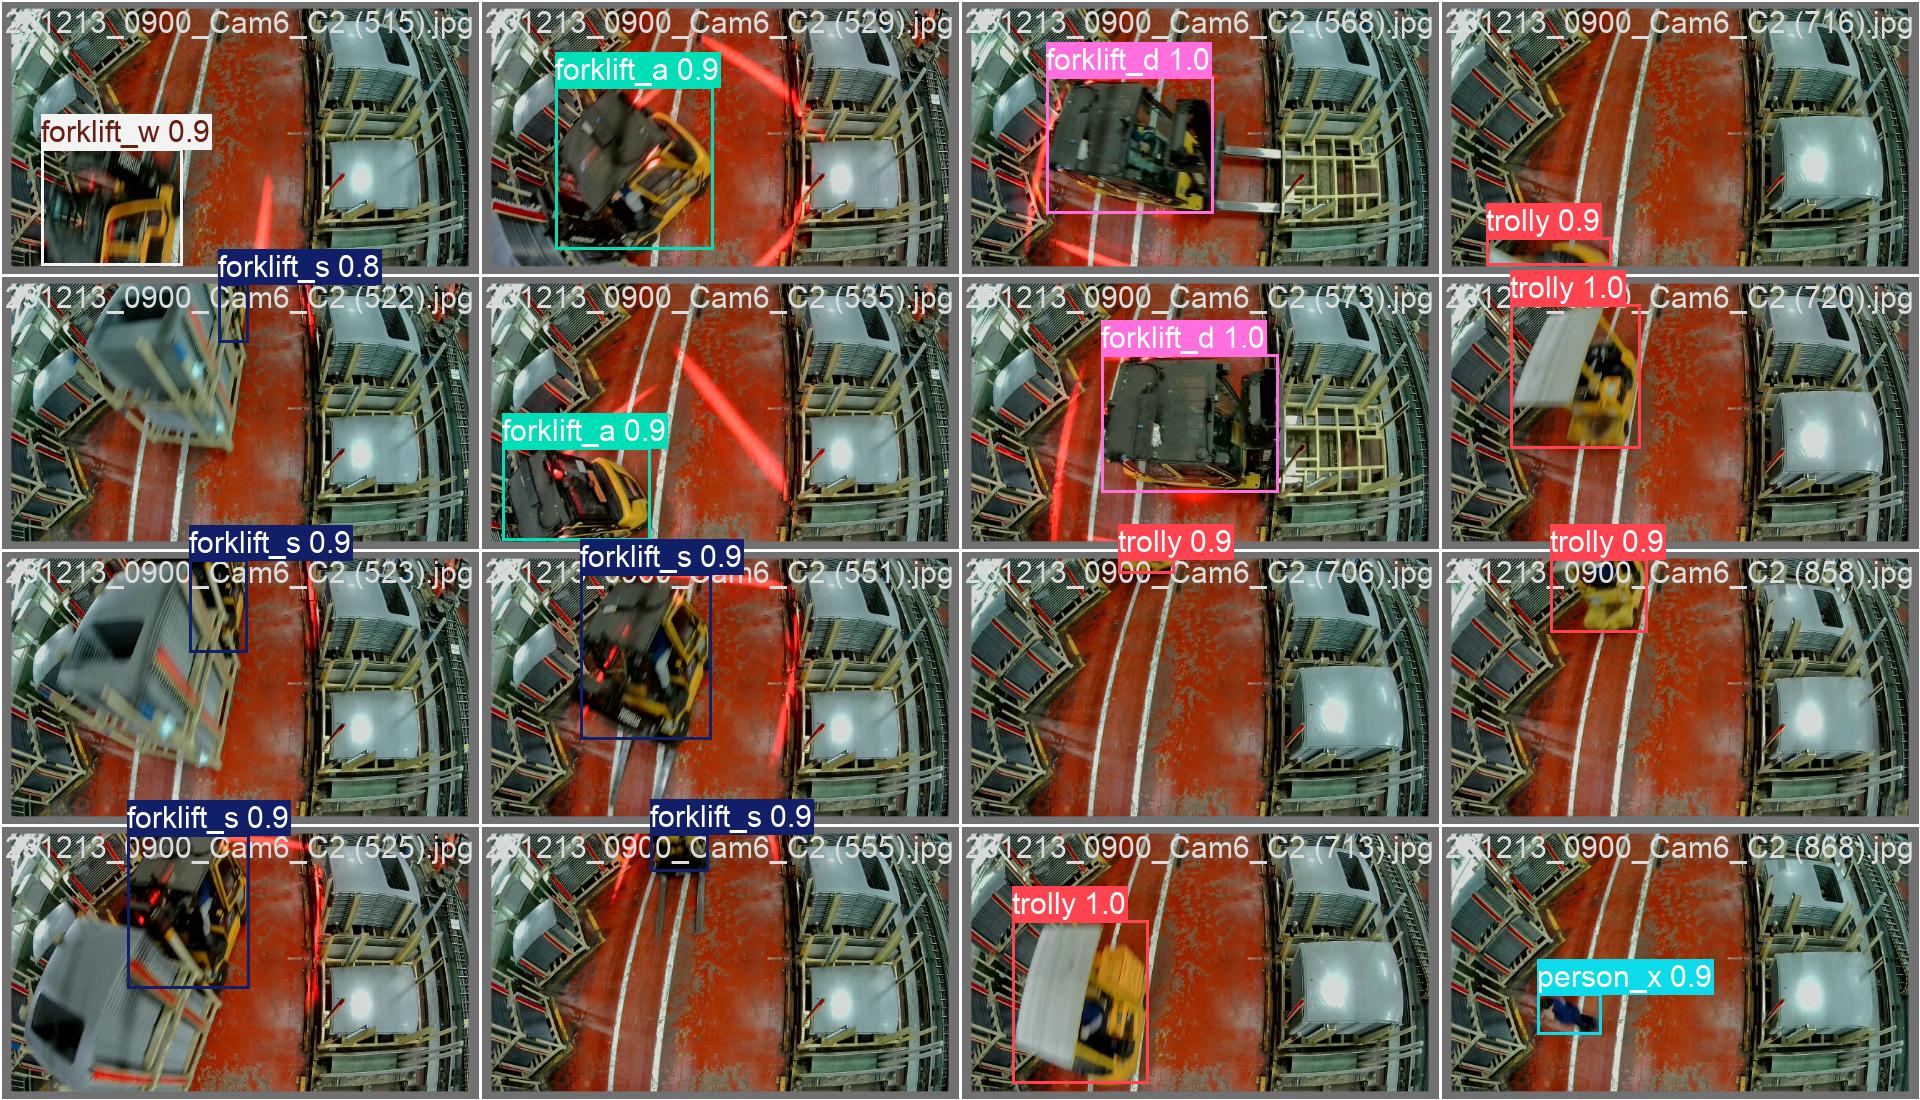 231213_0900_Cam6_C2 (515).jpg
forklift_w 0.9
231213_0900_Cam6_C2 (529).jpg
forklift_a 0.9
231213_0900_Cam6_C2 (568).jpg
forklift_d 1.0
231213_0900_Cam6_C2 (716).jpg
trolly 0.9
231213_0900_Cam6_C2 (522).jpg
forklift_s 0.8
231213_0900_Cam6_C2 (535).jpg
forklift_a 0.9
231213_0900_Cam6_C2 (573).jpg
forklift_d 1.0
231213_0900_Cam6_C2 (720).jpg
trolly 1.0
231213_0900_Cam6_C2 (523).jpg
forklift_s 0.9
231213_0900_Cam6_C2 (551).jpg
forklift_s 0.9
231213_0900_Cam6_C2 (706).jpg
trolly 0.9
231213_0900_Cam6_C2 (858).jpg
trolly 0.9
231213_0900_Cam6_C2 (525).jpg
forklift_s 0.9
231213_0900_Cam6_C2 (555).jpg
forklift_s 0.9
231213_0900_Cam6_C2 (713).jpg
trolly 1.0
231213_0900_Cam6_C2 (868).jpg
person_x 0.9